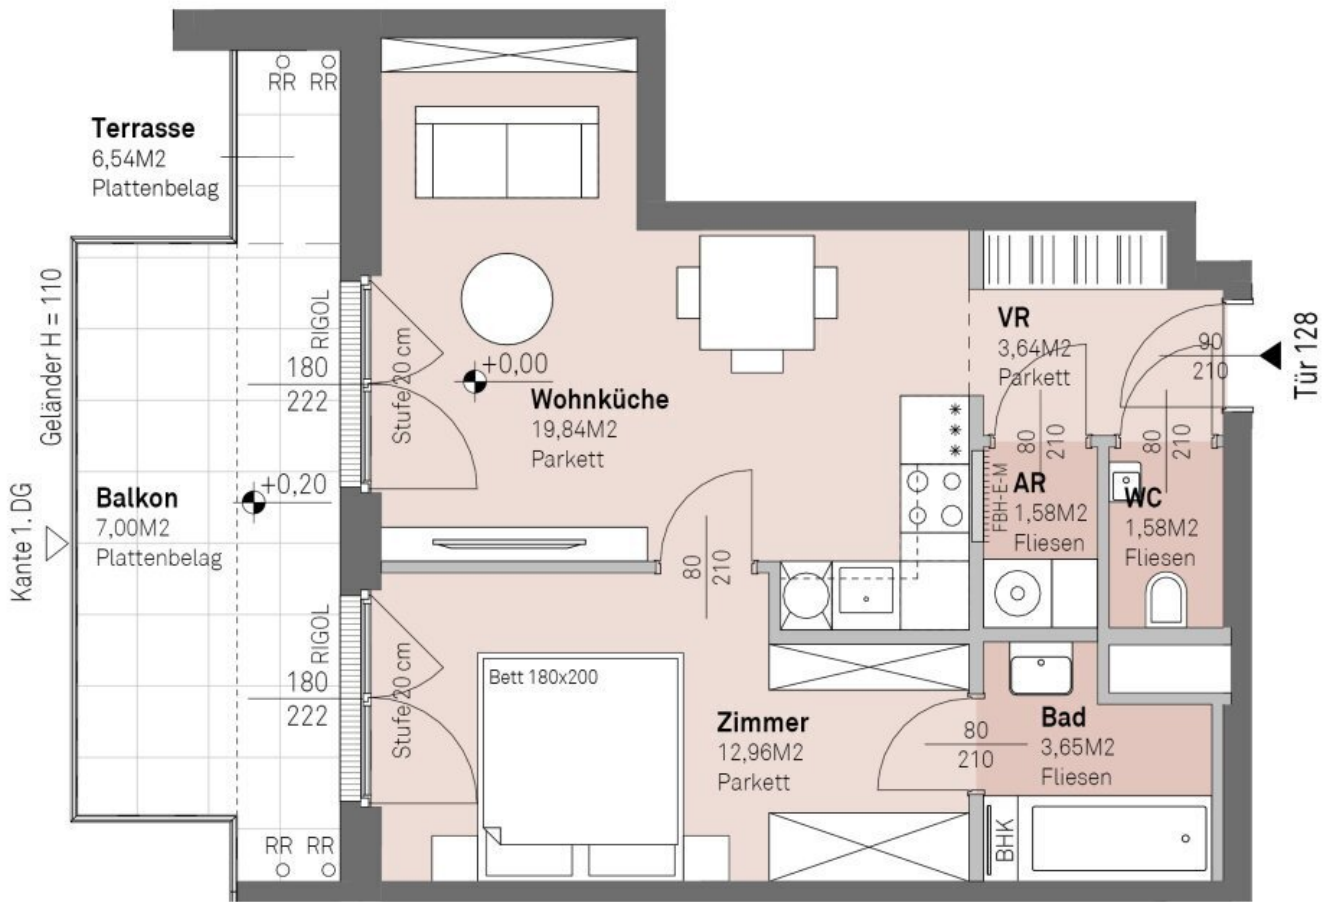 RR RR
Terrasse
6,54M2
Plattenbelag
Geländer H = 110
Kante 1. DG
RIGOL
180
222
Stufe 20 cm
+0,00
Wohnküche
19,84M2
Parkett
VR
3,64M2
Parkett
90
210
Tür 128
80
210
80
210
+0,20
Balkon
7,00M2
Plattenbelag
FBH-E-M
AR
1,58M2
Fliesen
WC
1,58M2
Fliesen
80
210
RIGOL
180
222
Stufe 20 cm
Bett 180x200
Zimmer
12,96M2
Parkett
80
210
Bad
3,65M2
Fliesen
BHK
RR RR